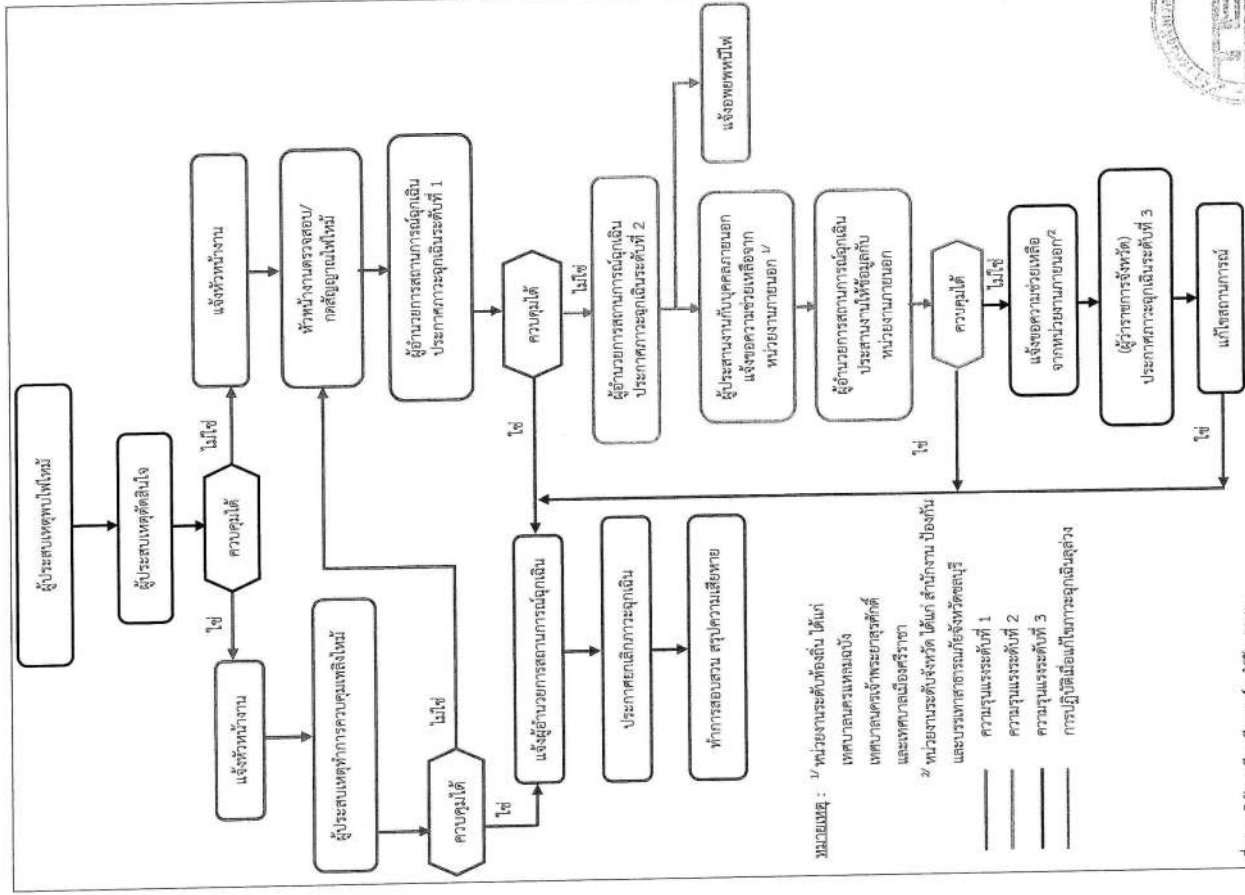 ผู้ประสบเหตุพบไฟไหม้
ผู้ประสบเหตุตัดสินใจ
ควบคุมได้
ใช่
ไม่ใช่
แจ้งหัวหน้างาน
แจ้งหัวหน้างาน
ผู้ประสบเหตุทำการควบคุมเพลิงไหม้
หัวหน้างานตรวจสอบ/
กดสัญญาณไฟไหม้
ควบคุมได้
ไม่ใช่
ใช่
ผู้อำนวยการสถานการณ์ฉุกเฉิน
ประกาศภาวะฉุกเฉินระดับที่ 1
ควบคุมได้
ใช่
ไม่ใช่
แจ้งผู้อำนวยการสถานการณ์ฉุกเฉิน
ประกาศยกเลิกภาวะฉุกเฉิน
ทำการสอบสวน สรุปความเสียหาย
ผู้อำนวยการสถานการณ์ฉุกเฉิน
ประกาศภาวะฉุกเฉินระดับที่ 2
แจ้งอพยพหนีไฟ
ผู้ประสานงานกับบุคคลภายนอก
แจ้งขอความช่วยเหลือจาก
หน่วยงานภายนอก 1/
ผู้อำนวยการสถานการณ์ฉุกเฉิน
ประสานงานให้ข้อมูลกับ
หน่วยงานภายนอก
ควบคุมได้
ใช่
ไม่ใช่
แจ้งขอความช่วยเหลือ
จากหน่วยงานภายนอก/2
(ผู้ว่าราชการจังหวัด)
ประกาศภาวะฉุกเฉินระดับที่ 3
แก้ไขสถานการณ์
ใช่
หมายเหตุ : 1/ หน่วยงานระดับท้องถิ่น ได้แก่
เทศบาลนครแหลมฉบัง
เทศบาลนครเจ้าพระยาสุรศักดิ์
และเทศบาลเมืองศรีราชา
2/ หน่วยงานระดับจังหวัด ได้แก่ สำนักงาน ป้องกัน
และบรรเทาสาธารณภัยจังหวัดชลบุรี
ความรุนแรงระดับที่ 1
ความรุนแรงระดับที่ 2
ความรุนแรงระดับที่ 3
การปฏิบัติเมื่อแก้ไขภาวะฉุกเฉินลุล่วง